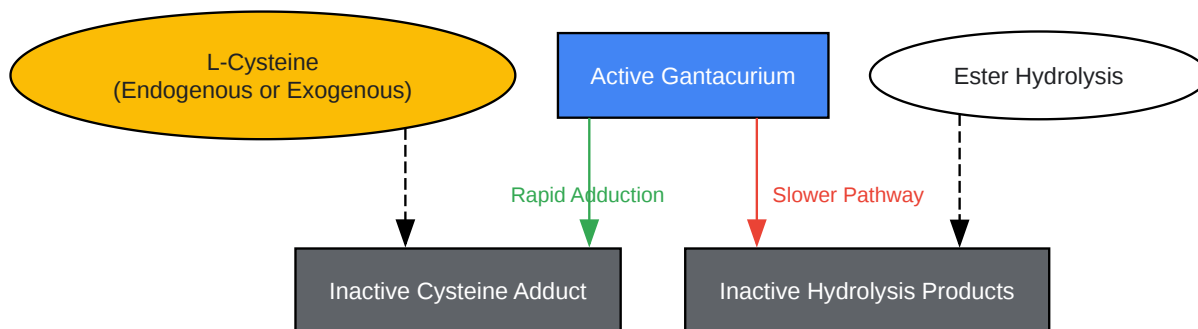 L-Cysteine
(Endogenous or Exogenous)
Active Gantacurium
Ester Hydrolysis
Rapid Adduction
Slower Pathway
Inactive Cysteine Adduct
Inactive Hydrolysis Products